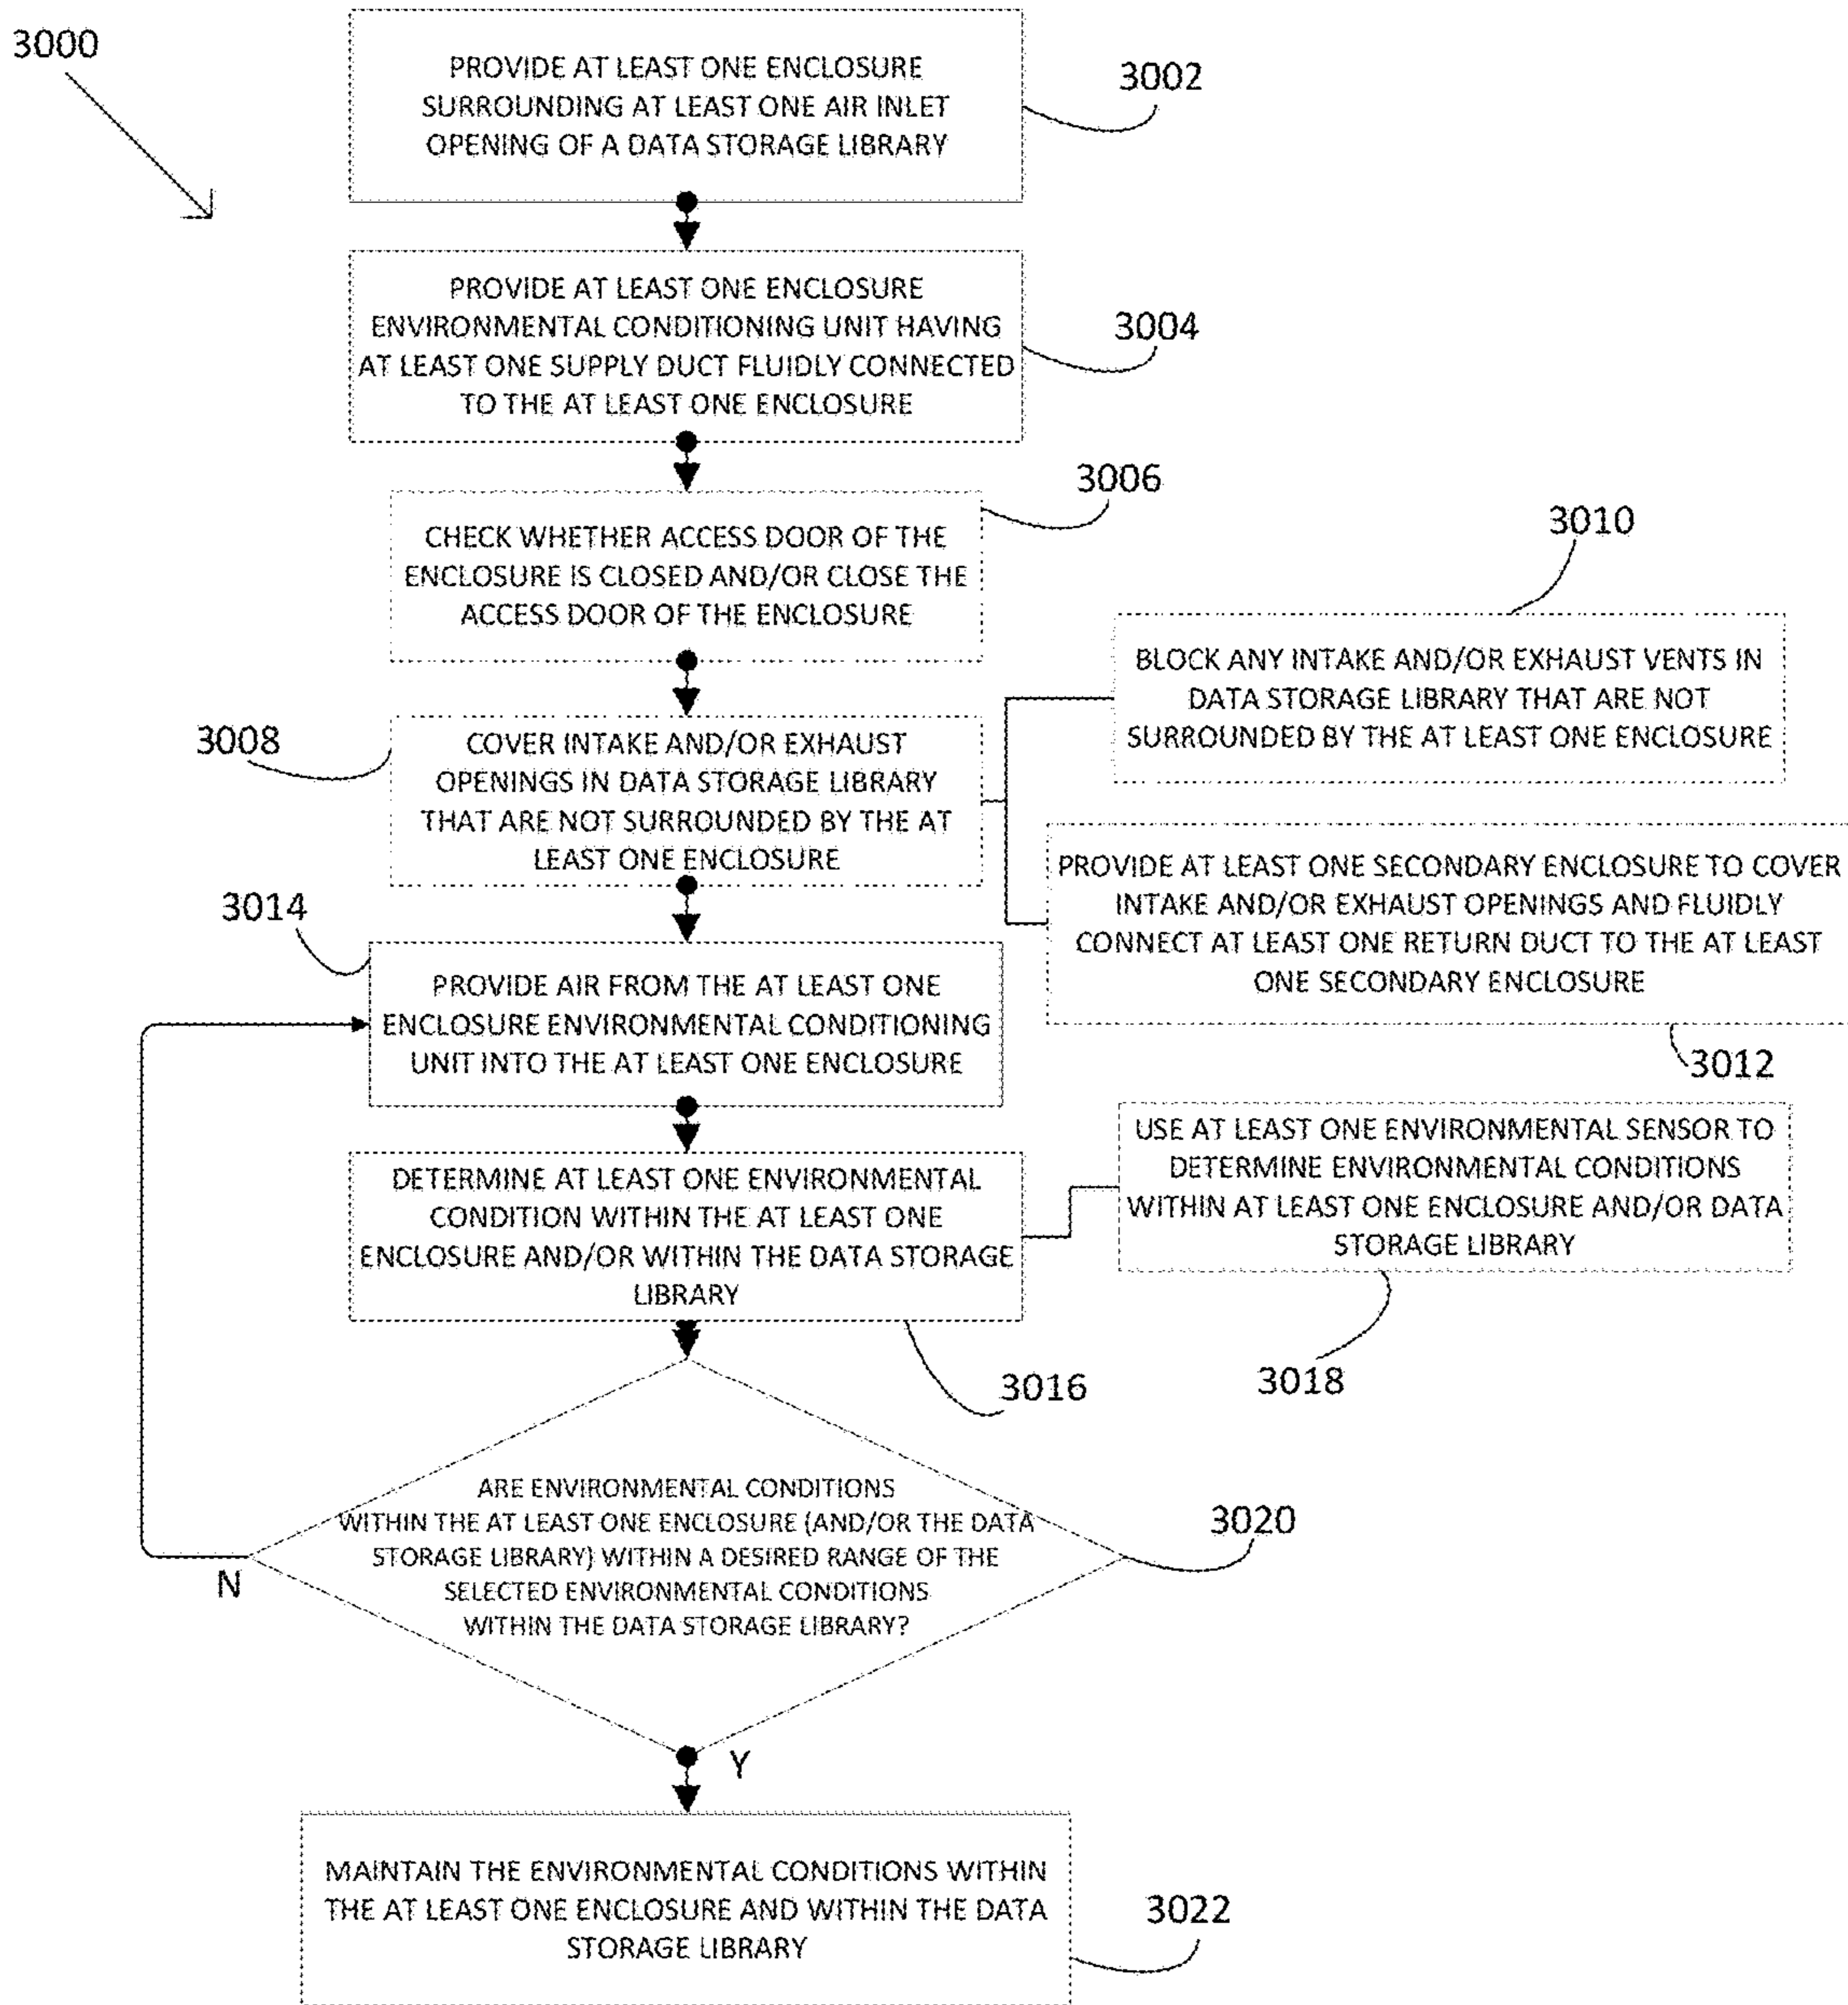 3000
PROVIDE AT LEAST ONE ENCLOSURE
SURROUNDING AT LEAST ONE AIR INLET
OPENING OF A DATA STORAGE LIBRARY
3002
PROVIDE AT LEAST ONE ENCLOSURE
ENVIRONMENTAL CONDITIONING UNIT HAVING
AT LEAST ONE SUPPLY DUCT FLUIDLY CONNECTED
TO THE AT LEAST ONE ENCLOSURE
3004
CHECK WHETHER ACCESS DOOR OF THE
ENCLOSURE IS CLOSED AND/OR CLOSE THE
ACCESS DOOR OF THE ENCLOSURE
3006
3008
COVER INTAKE AND/OR EXHAUST
OPENINGS IN DATA STORAGE LIBRARY
THAT ARE NOT SURROUNDED BY THE AT
LEAST ONE ENCLOSURE
3010
BLOCK ANY INTAKE AND/OR EXHAUST VENTS IN
DATA STORAGE LIBRARY THAT ARE NOT
SURROUNDED BY THE AT LEAST ONE ENCLOSURE
PROVIDE AT LEAST ONE SECONDARY ENCLOSURE TO COVER
INTAKE AND/OR EXHAUST OPENINGS AND FLUIDLY
CONNECT AT LEAST ONE RETURN DUCT TO THE AT LEAST
ONE SECONDARY ENCLOSURE
3012
3014
PROVIDE AIR FROM THE AT LEAST ONE
ENCLOSURE ENVIRONMENTAL CONDITIONING
UNIT INTO THE AT LEAST ONE ENCLOSURE
DETERMINE AT LEAST ONE ENVIRONMENTAL
CONDITION WITHIN THE AT LEAST ONE
ENCLOSURE AND/OR WITHIN THE DATA STORAGE
LIBRARY
3016
USE AT LEAST ONE ENVIRONMENTAL SENSOR TO
DETERMINE ENVIRONMENTAL CONDITIONS
WITHIN AT LEAST ONE ENCLOSURE AND/OR DATA
STORAGE LIBRARY
3018
ARE ENVIRONMENTAL CONDITIONS
WITHIN THE AT LEAST ONE ENCLOSURE (AND/OR THE DATA
STORAGE LIBRARY) WITHIN A DESIRED RANGE OF THE
SELECTED ENVIRONMENTAL CONDITIONS
WITHIN THE DATA STORAGE LIBRARY?
3020
N
Y
MAINTAIN THE ENVIRONMENTAL CONDITIONS WITHIN
THE AT LEAST ONE ENCLOSURE AND WITHIN THE DATA
STORAGE LIBRARY
3022